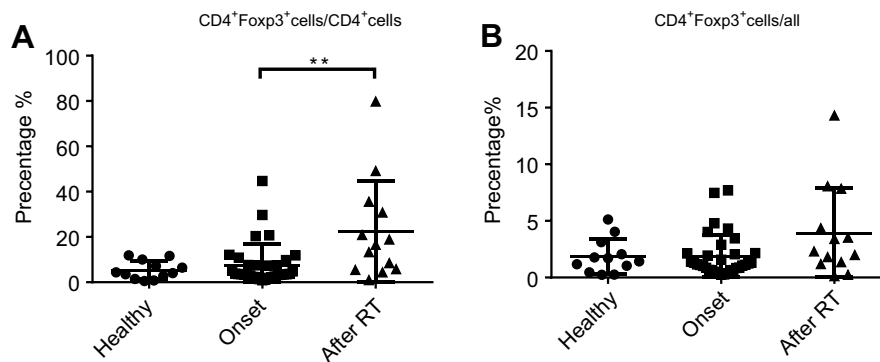 A
CD4⁺Foxp3⁺cells/CD4⁺cells
Precentage %
100
80
60
40
20
0
**
Healthy
Onset
After RT
B
CD4⁺Foxp3⁺cells/all
Precentage%
20
15
10
5
0
Healthy
Onset
After RT